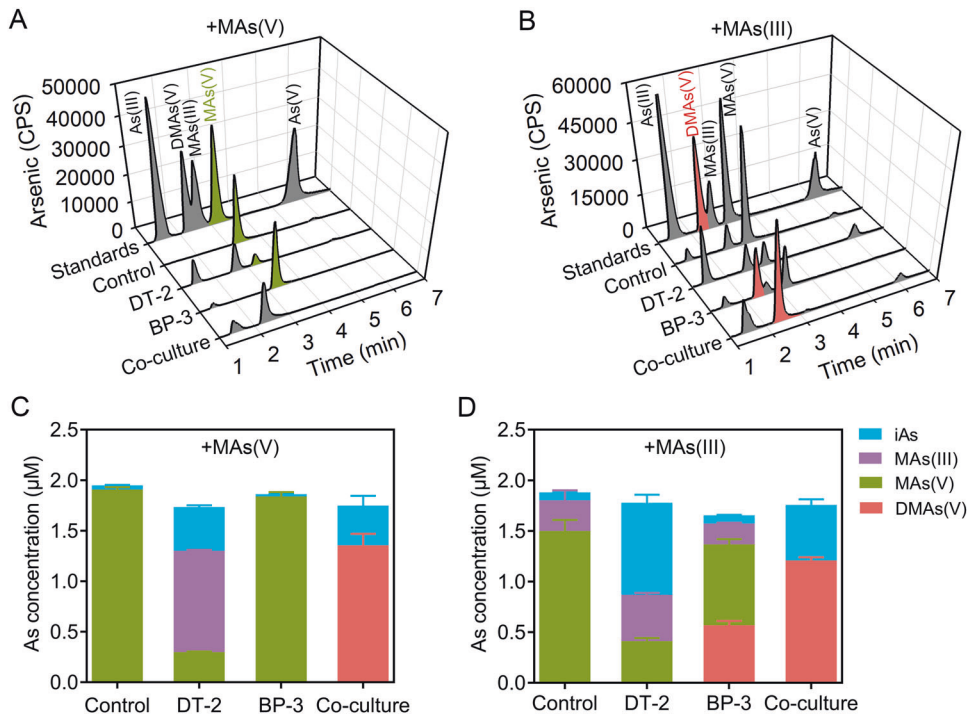 A
+MAs(V)
Arsenic (CPS)
50000
40000
30000
20000
10000
0
As(III)
DMAs(V)
MAs(III)
MAs(V)
As(V)
Standards
Control
DT-2
BP-3
Co-culture
1
2
3
4
5
6
7
Time (min)
B
+MAs(III)
Arsenic (CPS)
60000
45000
30000
15000
0
As(III)
DMAs(V)
MAs(III)
MAs(V)
As(V)
Standards
Control
DT-2
BP-3
Co-culture
1
2
3
4
5
6
7
Time (min)
C
+MAs(V)
As concentration (µM)
2.5
2.0
1.5
1.0
0.5
0.0
Control
DT-2
BP-3
Co-culture
D
+MAs(III)
As concentration (µM)
2.5
2.0
1.5
1.0
0.5
0.0
Control
DT-2
BP-3
Co-culture
iAs
MAs(III)
MAs(V)
DMAs(V)